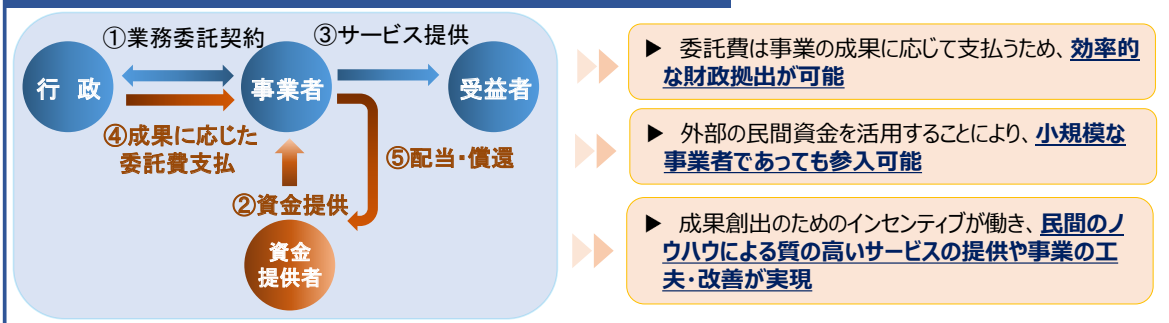 ①業務委託契約
③サービス提供
行 政
事業者
受益者
④成果に応じた
委託費支払
⑤配当・償還
②資金提供
資金
提供者
▶ 委託費は事業の成果に応じて支払うため、効率的
な財政拠出が可能
▶ 外部の民間資金を活用することにより、小規模な
事業者であっても参入可能
▶ 成果創出のためのインセンティブが働き、民間のノ
ウハウによる質の高いサービスの提供や事業の工
夫・改善が実現